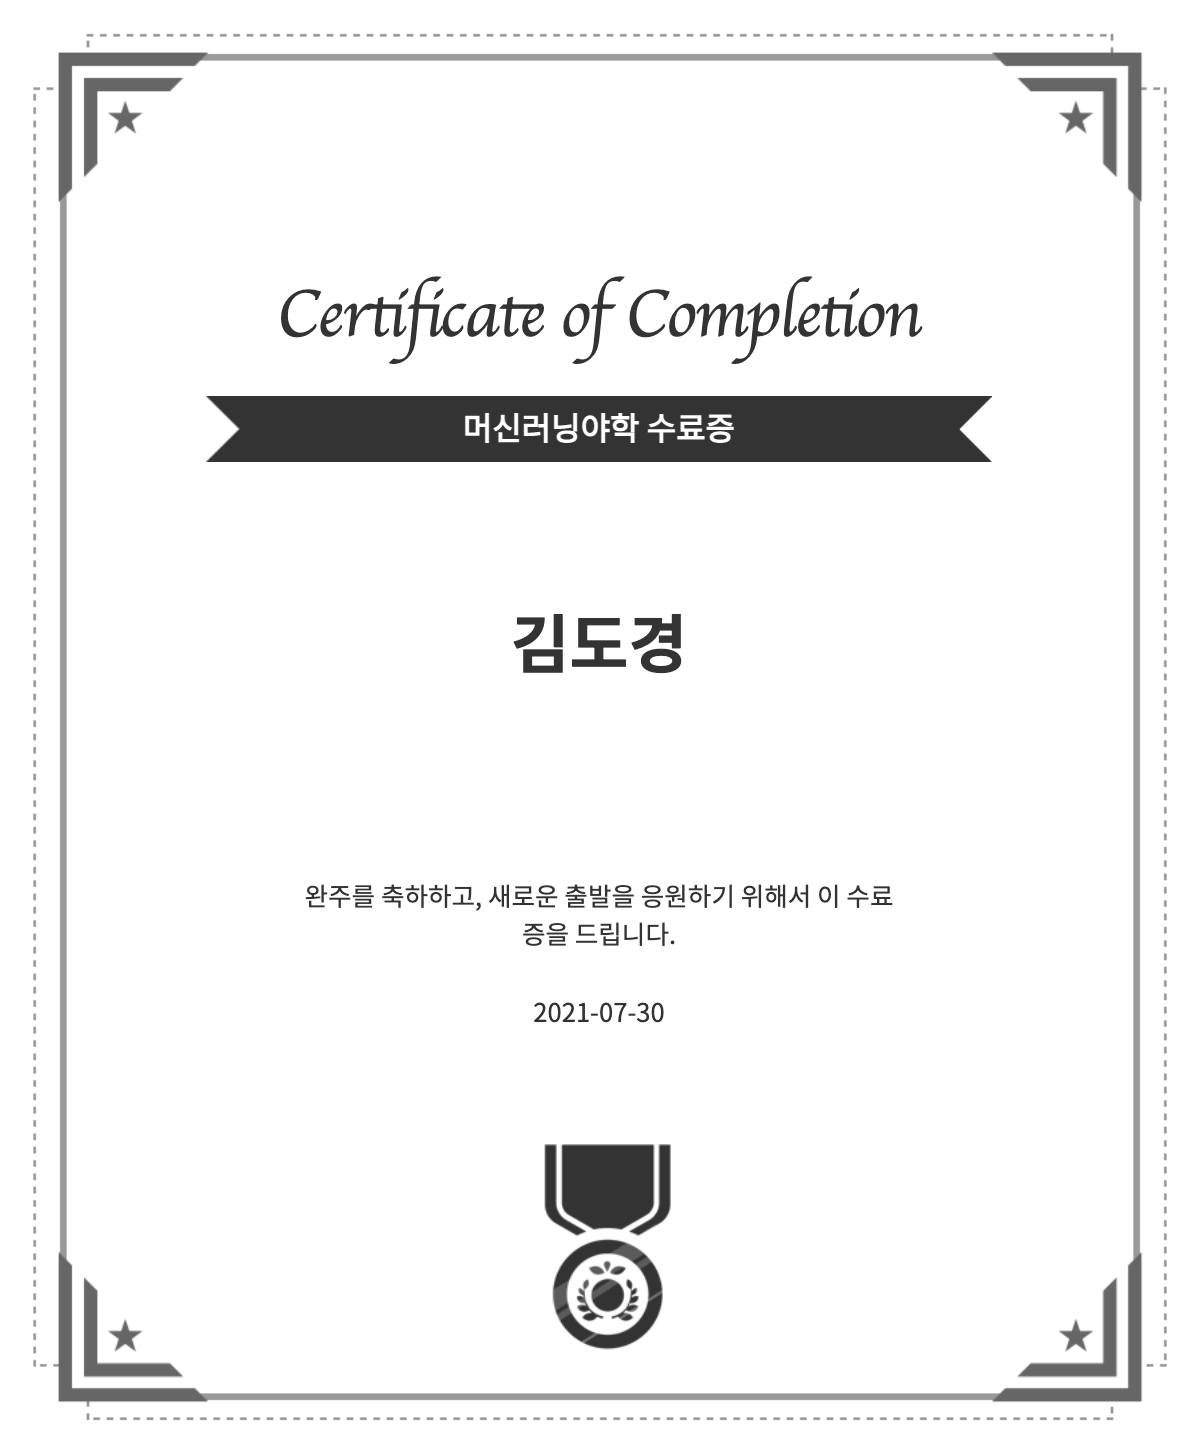 Certificate of Completion
머신러닝야학 수료증
김도경
완주를 축하하고, 새로운 출발을 응원하기 위해서 이 수료
증을 드립니다.
2021-07-30